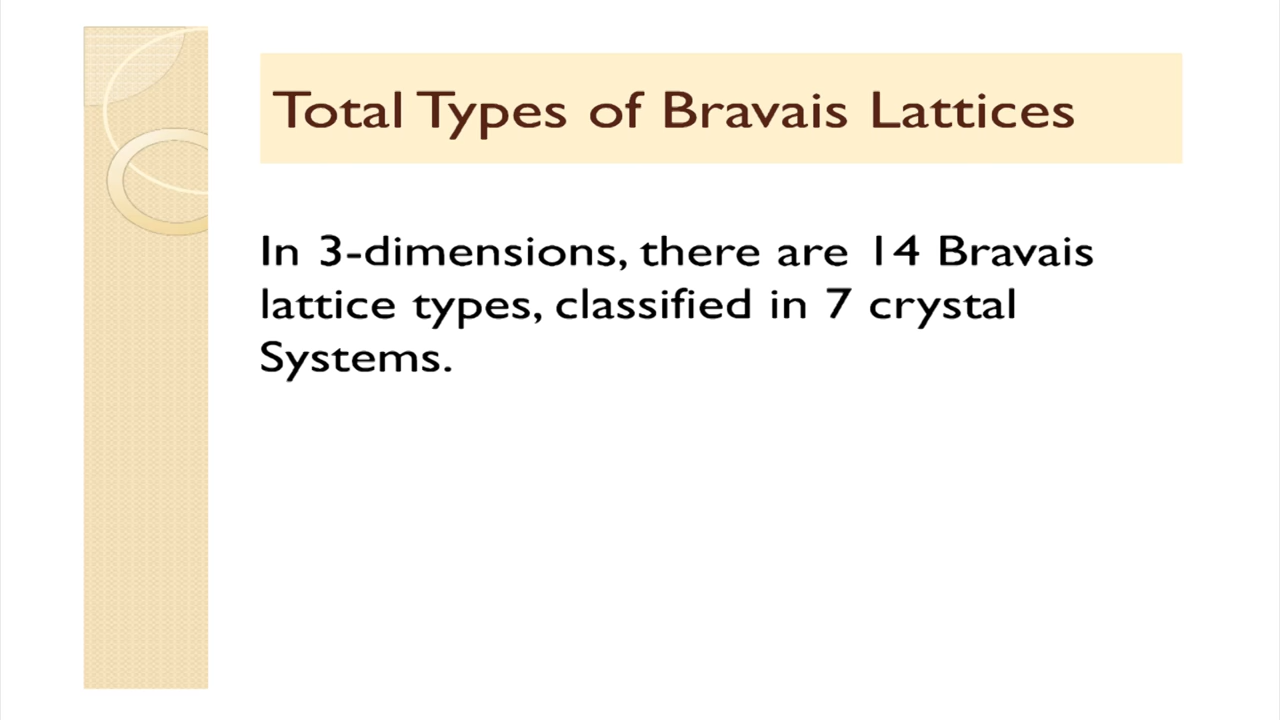 Total Types of Bravais Lattices
In 3-dimensions, there are 14 Bravais
lattice types, classified in 7 crystal
Systems.